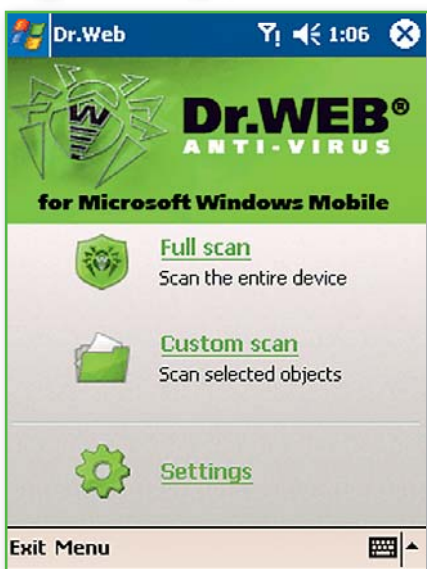 Dr.Web 1:06
W
Dr.WEB®
ANTI-VIRUS
for Microsoft Windows Mobile
Full scan
Scan the entire device
Custom scan
Scan selected objects
Settings
Exit Menu